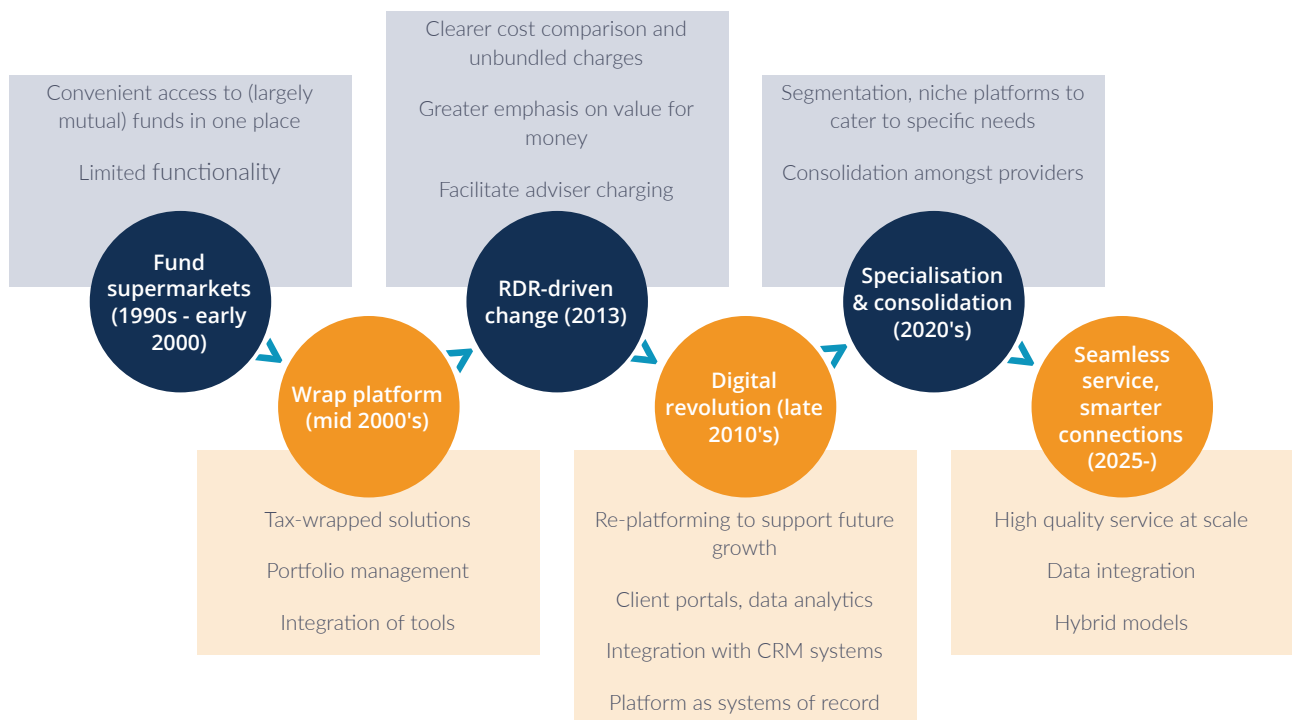 Convenient access to (largely
mutual) funds in one place
Limited functionality
Fund
supermarkets
(1990s - early
2000)
Wrap platform
(mid 2000's)
Tax-wrapped solutions
Portfolio management
Integration of tools
Clearer cost comparison and
unbundled charges
Greater emphasis on value for
money
Facilitate adviser charging
RDR-driven
change (2013)
Digital
revolution (late
2010's)
Re-platforming to support future
growth
Client portals, data analytics
Integration with CRM systems
Platform as systems of record
Segmentation, niche platforms to
cater to specific needs
Consolidation amongst providers
Specialisation
& consolidation
(2020's)
Seamless
service,
smarter
connections
(2025-)
High quality service at scale
Data integration
Hybrid models